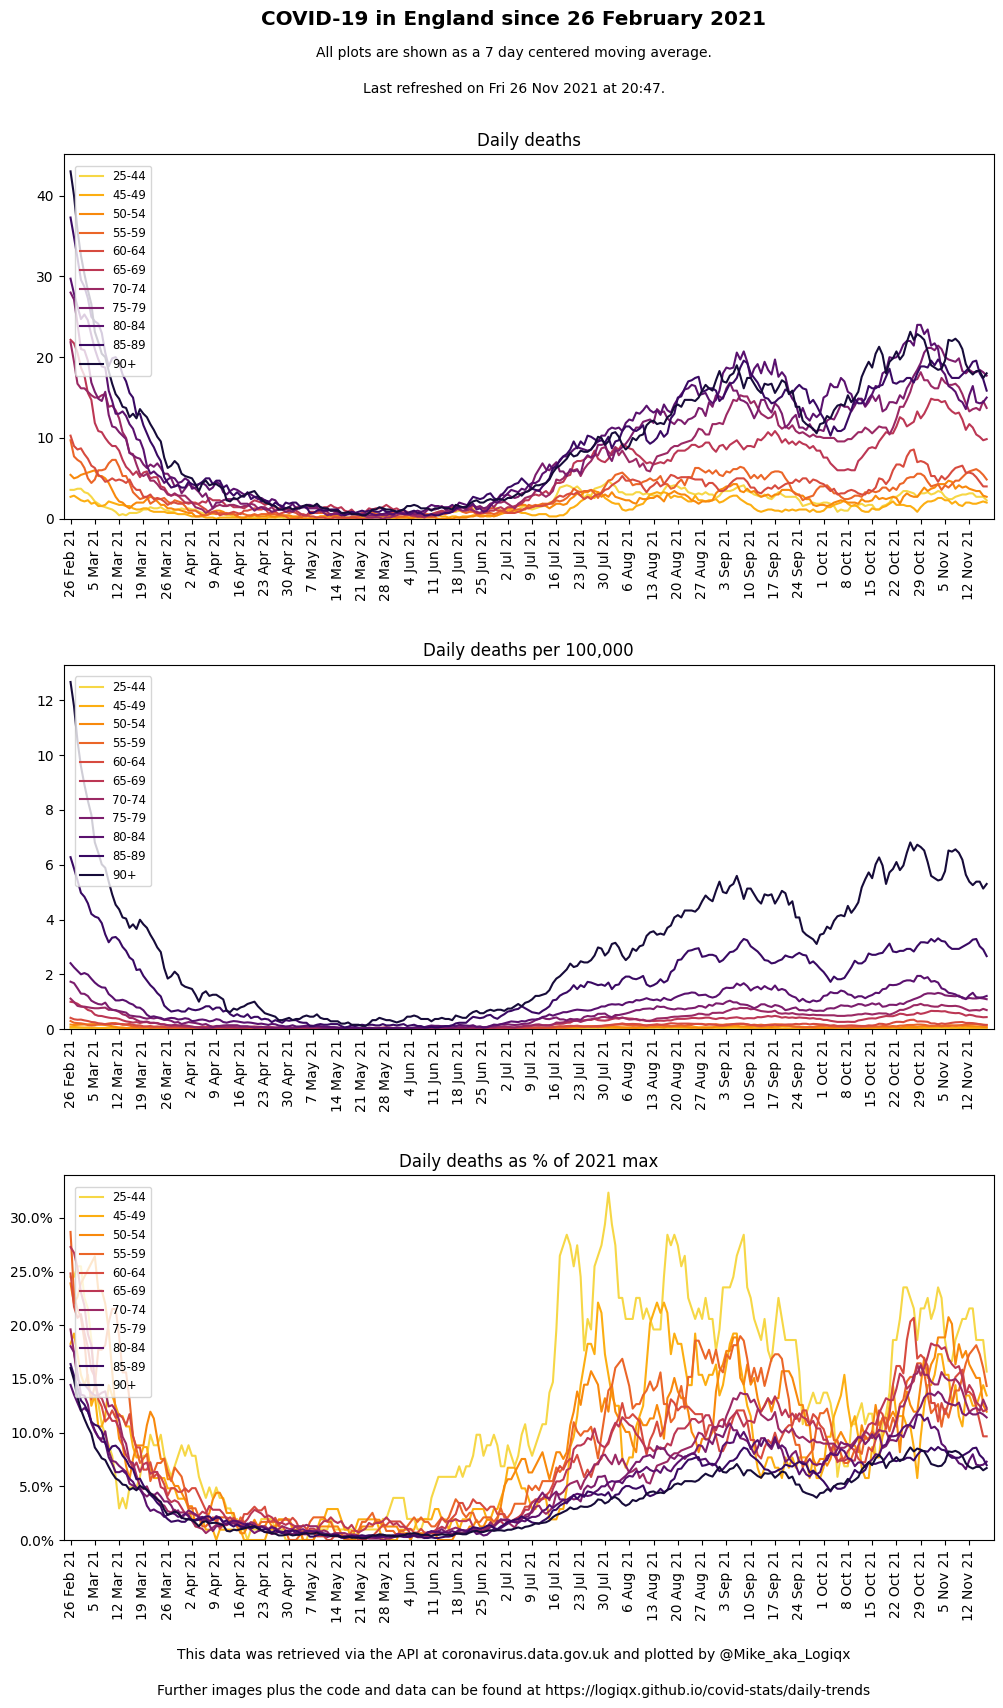 COVID-19 in England since 26 February 2021
All plots are shown as a 7 day centered moving average.
Last refreshed on Fri 26 Nov 2021 at 20:47.
Daily deaths
25-44
45-49
50-54
55-59
60-64
65-69
70-74
75-79
80-84
85-89
90+
40
30
20
10
0
26 Feb 21
5 Mar 21
12 Mar 21
19 Mar 21
26 Mar 21
2 Apr 21
9 Apr 21
16 Apr 21
23 Apr 21
30 Apr 21
7 May 21
14 May 21
21 May 21
28 May 21
4 Jun 21
11 Jun 21
18 Jun 21
25 Jun 21
2 Jul 21
9 Jul 21
16 Jul 21
23 Jul 21
30 Jul 21
6 Aug 21
13 Aug 21
20 Aug 21
27 Aug 21
3 Sep 21
10 Sep 21
17 Sep 21
24 Sep 21
1 Oct 21
8 Oct 21
15 Oct 21
22 Oct 21
29 Oct 21
5 Nov 21
12 Nov 21
Daily deaths per 100,000
25-44
45-49
50-54
55-59
60-64
65-69
70-74
75-79
80-84
85-89
90+
12
10
8
6
4
2
0
26 Feb 21
5 Mar 21
12 Mar 21
19 Mar 21
26 Mar 21
2 Apr 21
9 Apr 21
16 Apr 21
23 Apr 21
30 Apr 21
7 May 21
14 May 21
21 May 21
28 May 21
4 Jun 21
11 Jun 21
18 Jun 21
25 Jun 21
2 Jul 21
9 Jul 21
16 Jul 21
23 Jul 21
30 Jul 21
6 Aug 21
13 Aug 21
20 Aug 21
27 Aug 21
3 Sep 21
10 Sep 21
17 Sep 21
24 Sep 21
1 Oct 21
8 Oct 21
15 Oct 21
22 Oct 21
29 Oct 21
5 Nov 21
12 Nov 21
Daily deaths as % of 2021 max
25-44
45-49
50-54
55-59
60-64
65-69
70-74
75-79
80-84
85-89
90+
30.0%
25.0%
20.0%
15.0%
10.0%
5.0%
0.0%
26 Feb 21
5 Mar 21
12 Mar 21
19 Mar 21
26 Mar 21
2 Apr 21
9 Apr 21
16 Apr 21
23 Apr 21
30 Apr 21
7 May 21
14 May 21
21 May 21
28 May 21
4 Jun 21
11 Jun 21
18 Jun 21
25 Jun 21
2 Jul 21
9 Jul 21
16 Jul 21
23 Jul 21
30 Jul 21
6 Aug 21
13 Aug 21
20 Aug 21
27 Aug 21
3 Sep 21
10 Sep 21
17 Sep 21
24 Sep 21
1 Oct 21
8 Oct 21
15 Oct 21
22 Oct 21
29 Oct 21
5 Nov 21
12 Nov 21
This data was retrieved via the API at coronavirus.data.gov.uk and plotted by @Mike_aka_Logiqx
Further images plus the code and data can be found at https://logiqx.github.io/covid-stats/daily-trends